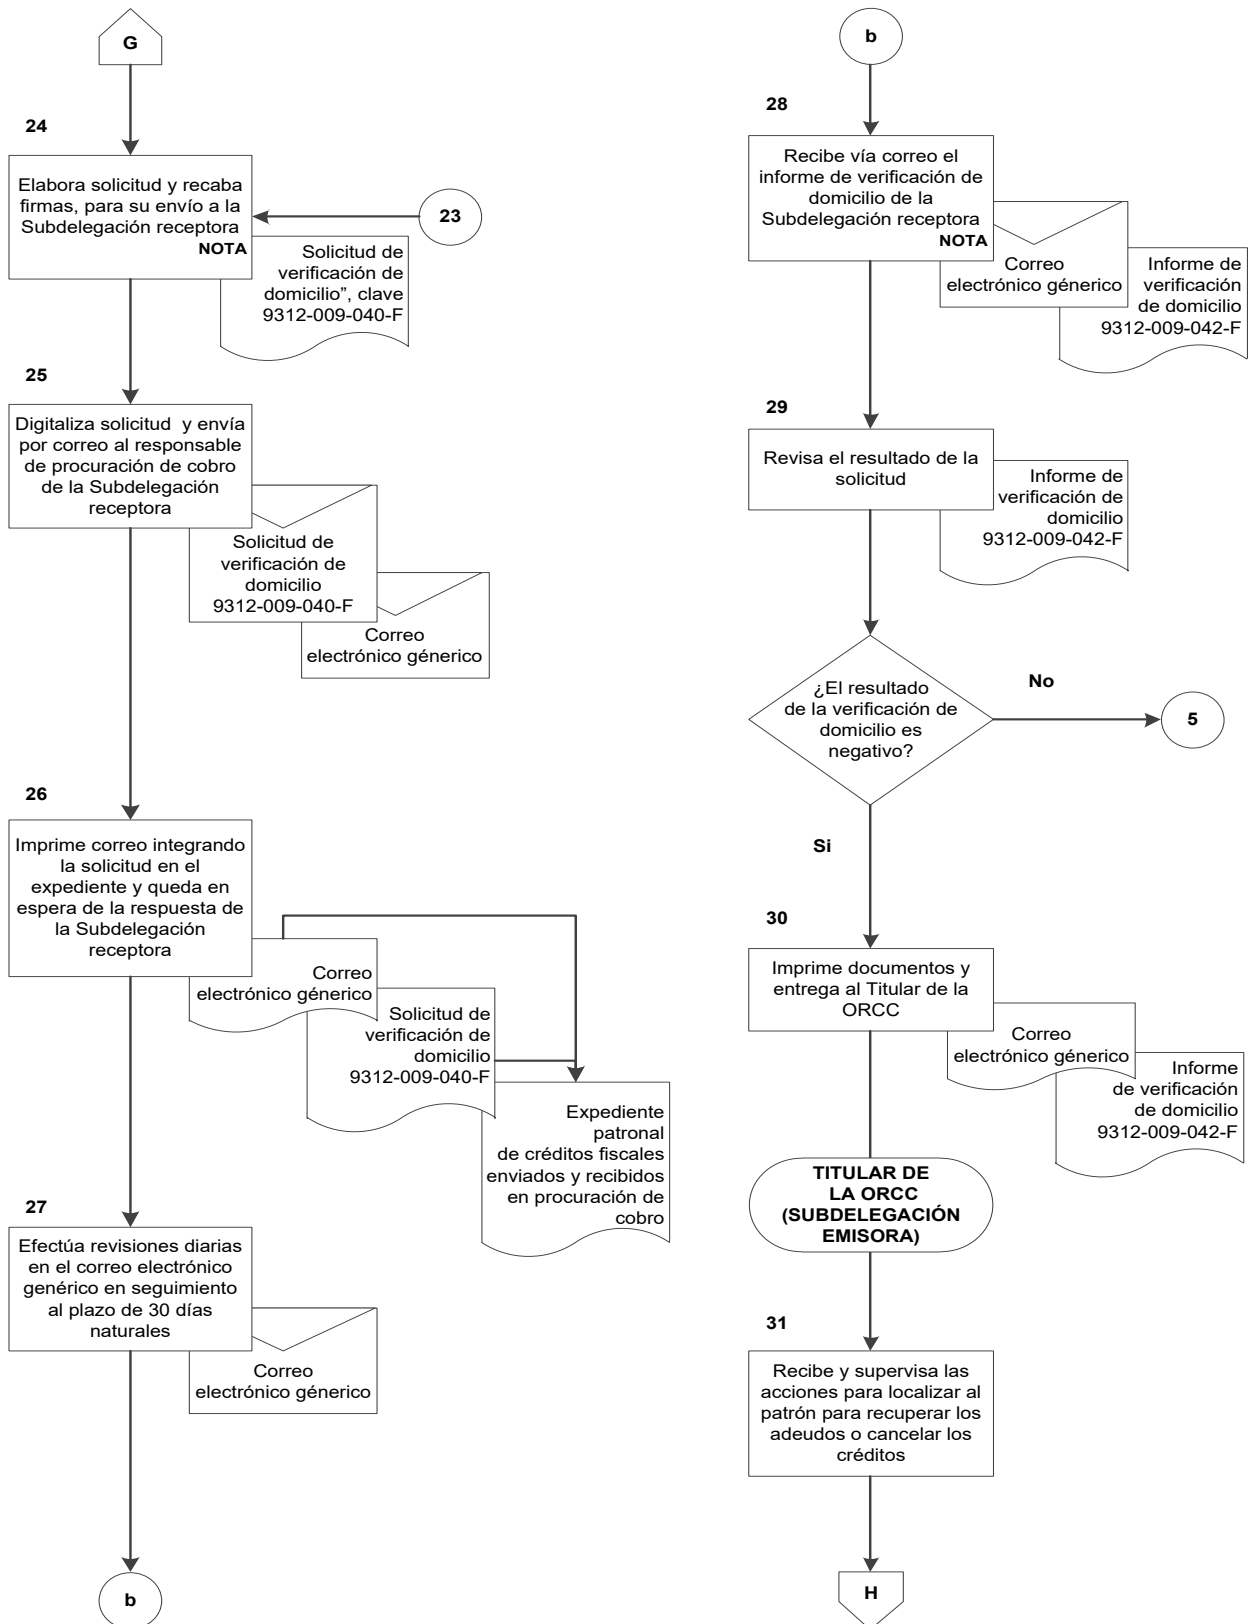 G
24
Elabora solicitud y recaba
firmas, para su envío a la
Subdelegación receptora
NOTA
23
Solicitud de
verificación de
domicilio”, clave
9312-009-040-F
25
Digitaliza solicitud y envía
por correo al responsable
de procuración de cobro
de la Subdelegación
receptora
Solicitud de
verificación de
domicilio
9312-009-040-F
Correo
electrónico génerico
26
Imprime correo integrando
la solicitud en el
expediente y queda en
espera de la respuesta de
la Subdelegación
receptora
Correo
electrónico génerico
Solicitud de
verificación de
domicilio
9312-009-040-F
Expediente
patronal
de créditos fiscales
enviados y recibidos
en procuración de
cobro
27
Efectúa revisiones diarias
en el correo electrónico
genérico en seguimiento
al plazo de 30 días
naturales
Correo
electrónico génerico
b
b
28
Recibe vía correo el
informe de verificación de
domicilio de la
Subdelegación receptora
NOTA
Correo
electrónico génerico
Informe de
verificación
de domicilio
9312-009-042-F
29
Revisa el resultado de la
solicitud
Informe de
verificación de
domicilio
9312-009-042-F
¿El resultado
de la verificación de
domicilio es
negativo?
No
5
Si
30
Imprime documentos y
entrega al Titular de la
ORCC
Correo
electrónico génerico
Informe
de verificación
de domicilio
9312-009-042-F
TITULAR DE
LA ORCC
(SUBDELEGACIÓN
EMISORA)
31
Recibe y supervisa las
acciones para localizar al
patrón para recuperar los
adeudos o cancelar los
créditos
H